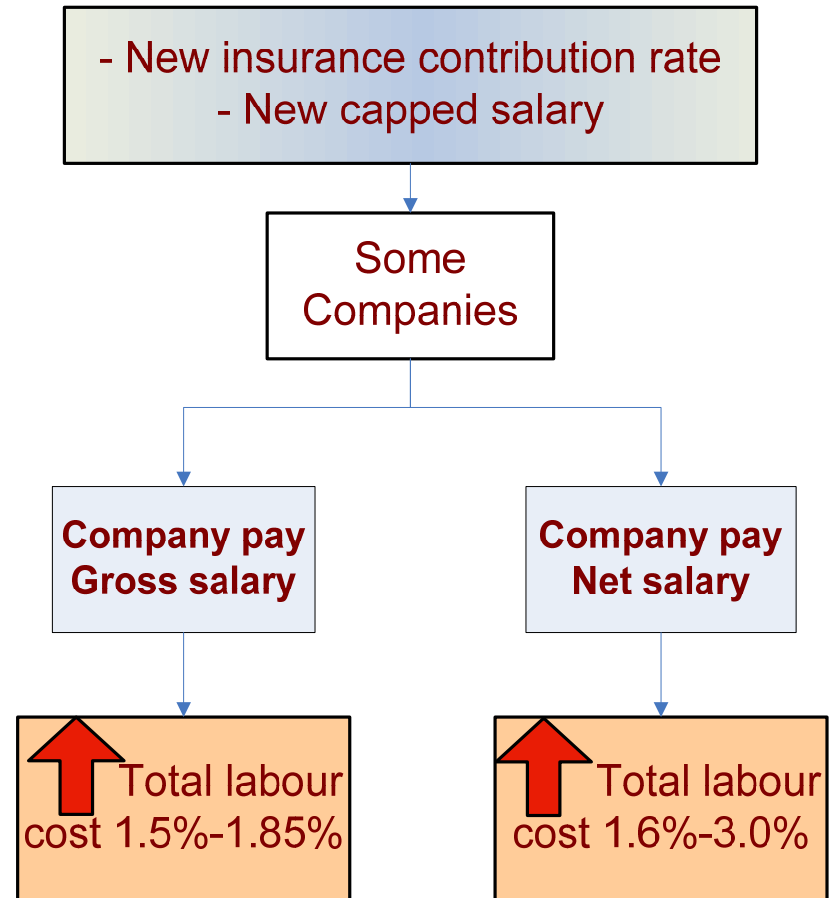 - New insurance contribution rate
- New capped salary
Some
Companies
Company pay
Gross salary
Company pay
Net salary
Total labour
cost 1.5%-1.85%
Total labour
cost 1.6%-3.0%